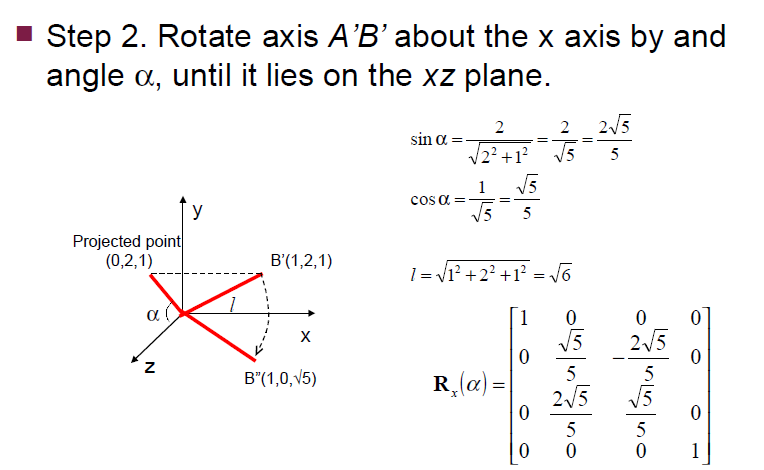 Step 2. Rotate axis A'B' about the x axis by and
angle α, until it lies on the xz plane.
sin α = 2/√(2² + 1²) = 2/√5 = 2√5/5
cos α = 1/√5 = √5/5
y
Projected point
(0,2,1)
B'(1,2,1)
l = √(1² + 2² + 1²) = √6
l
α
x
z
B"(1,0,√5)
R_x(α) =
[1 0 0 0]
[0 √5/5 -2√5/5 0]
[0 2√5/5 √5/5 0]
[0 0 0 1]